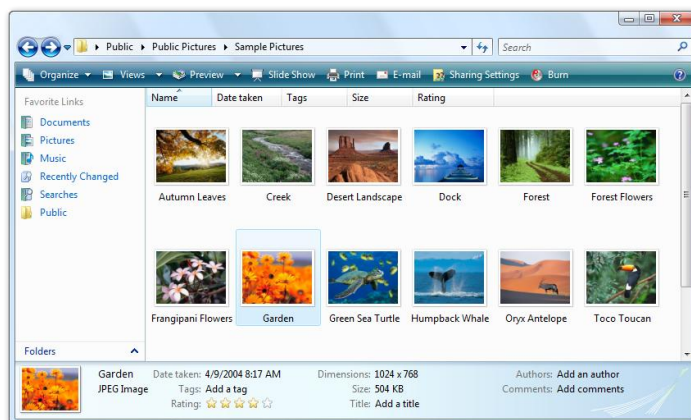 Public Public Pictures Sample Pictures Search
Organize Views Preview Slide Show Print E-mail Sharing Settings Burn
Favorite Links
Documents
Pictures
Music
Recently Changed
Searches
Public
Folders
Name Date taken Tags Size Rating
Autumn Leaves Creek Desert Landscape Dock Forest Forest Flowers
Frangipani Flowers Garden Green Sea Turtle Humpback Whale Oryx Antelope Toco Toucan
Garden Date taken: 4/9/2004 8:17 AM Dimensions: 1024 x 768 Authors: Add an author
JPEG Image Tags: Add a tag Size: 504 KB Comments: Add comments
Rating: Title: Add a title